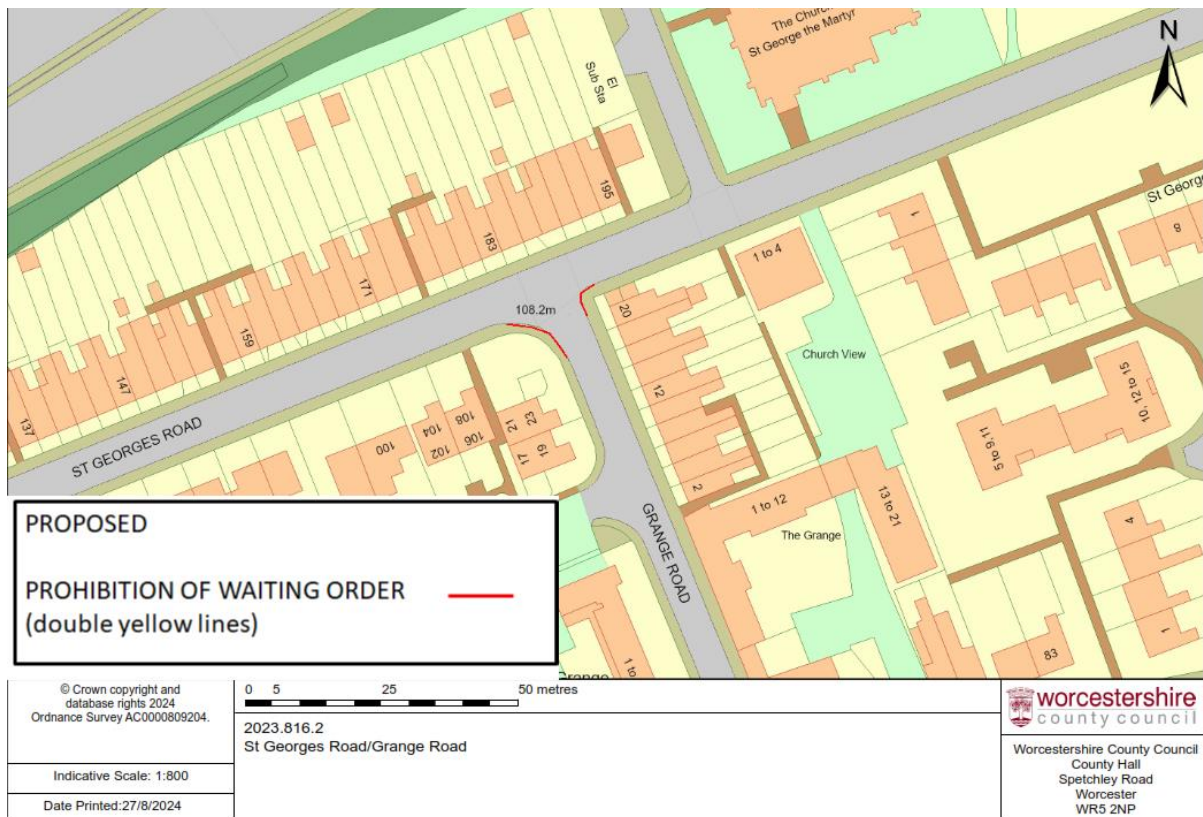 The Church
St George the Martyr
N
El
Sub Sta
195
183
171
159
147
137
1 to 4
1
St George
8
20
108.2m
Church View
12
10, 12 to 15
5 to 9,11
ST GEORGES ROAD
100
104
108
102
106
21
23
17
19
2
GRANGE ROAD
1 to 12
13 to 21
The Grange
4
1
83
1 to
PROPOSED
PROHIBITION OF WAITING ORDER
(double yellow lines)
© Crown copyright and
database rights 2024
Ordnance Survey AC0000809204.
Indicative Scale: 1:800
Date Printed:27/8/2024
0 5 25 50 metres
2023.816.2
St Georges Road/Grange Road
worcestershire
county council
Worcestershire County Council
County Hall
Spetchley Road
Worcester
WR5 2NP